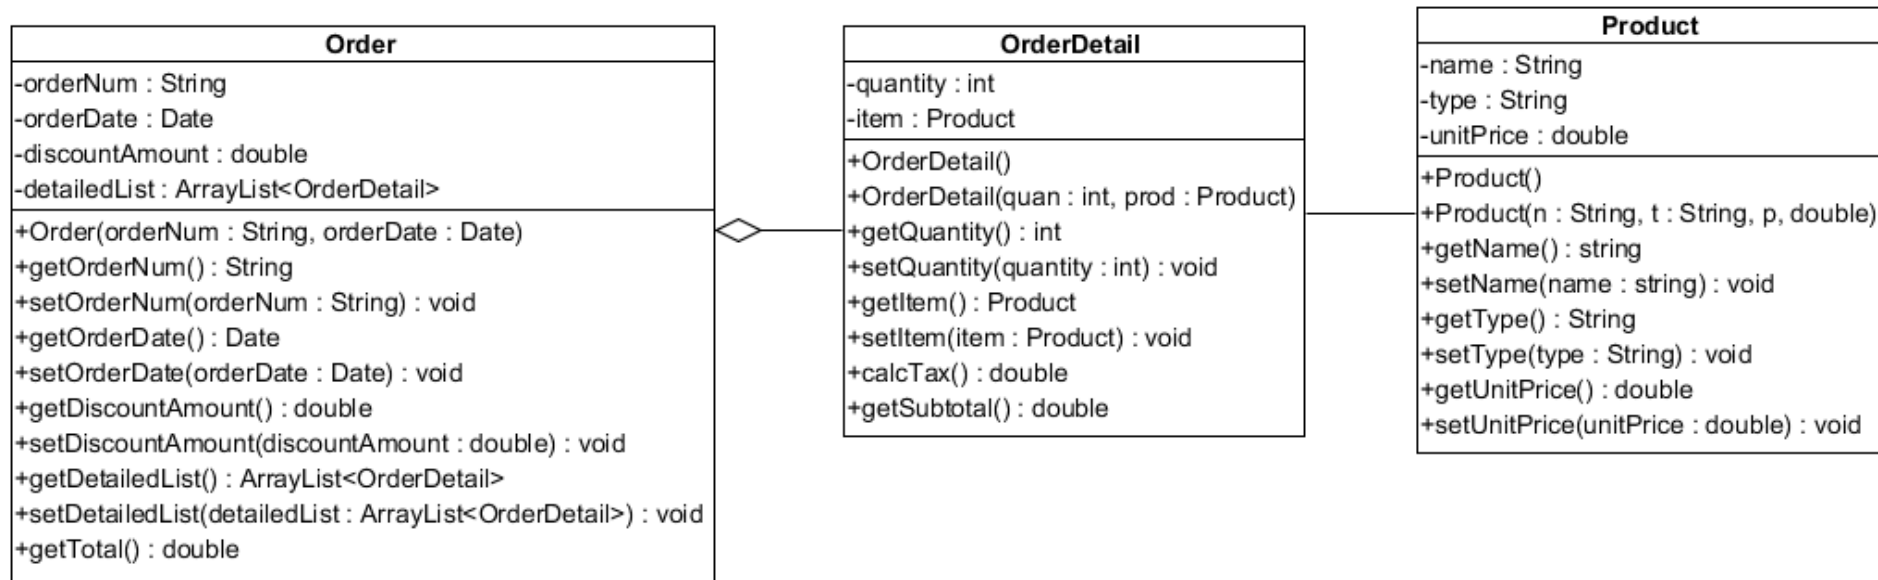 Order
-orderNum : String
-orderDate : Date
-discountAmount : double
-detailedList : ArrayList<OrderDetail>
+Order(orderNum : String, orderDate : Date)
+getOrderNum() : String
+setOrderNum(orderNum : String) : void
+getOrderDate() : Date
+setOrderDate(orderDate : Date) : void
+getDiscountAmount() : double
+setDiscountAmount(discountAmount : double) : void
+getDetailedList() : ArrayList<OrderDetail>
+setDetailedList(detailedList : ArrayList<OrderDetail>) : void
+getTotal() : double
OrderDetail
-quantity : int
-item : Product
+OrderDetail()
+OrderDetail(quan : int, prod : Product)
+getQuantity() : int
+setQuantity(quantity : int) : void
+getItem() : Product
+setItem(item : Product) : void
+calcTax() : double
+getSubtotal() : double
Product
-name : String
-type : String
-unitPrice : double
+Product()
+Product(n : String, t : String, p, double)
+getName() : string
+setName(name : string) : void
+getType() : String
+setType(type : String) : void
+getUnitPrice() : double
+setUnitPrice(unitPrice : double) : void